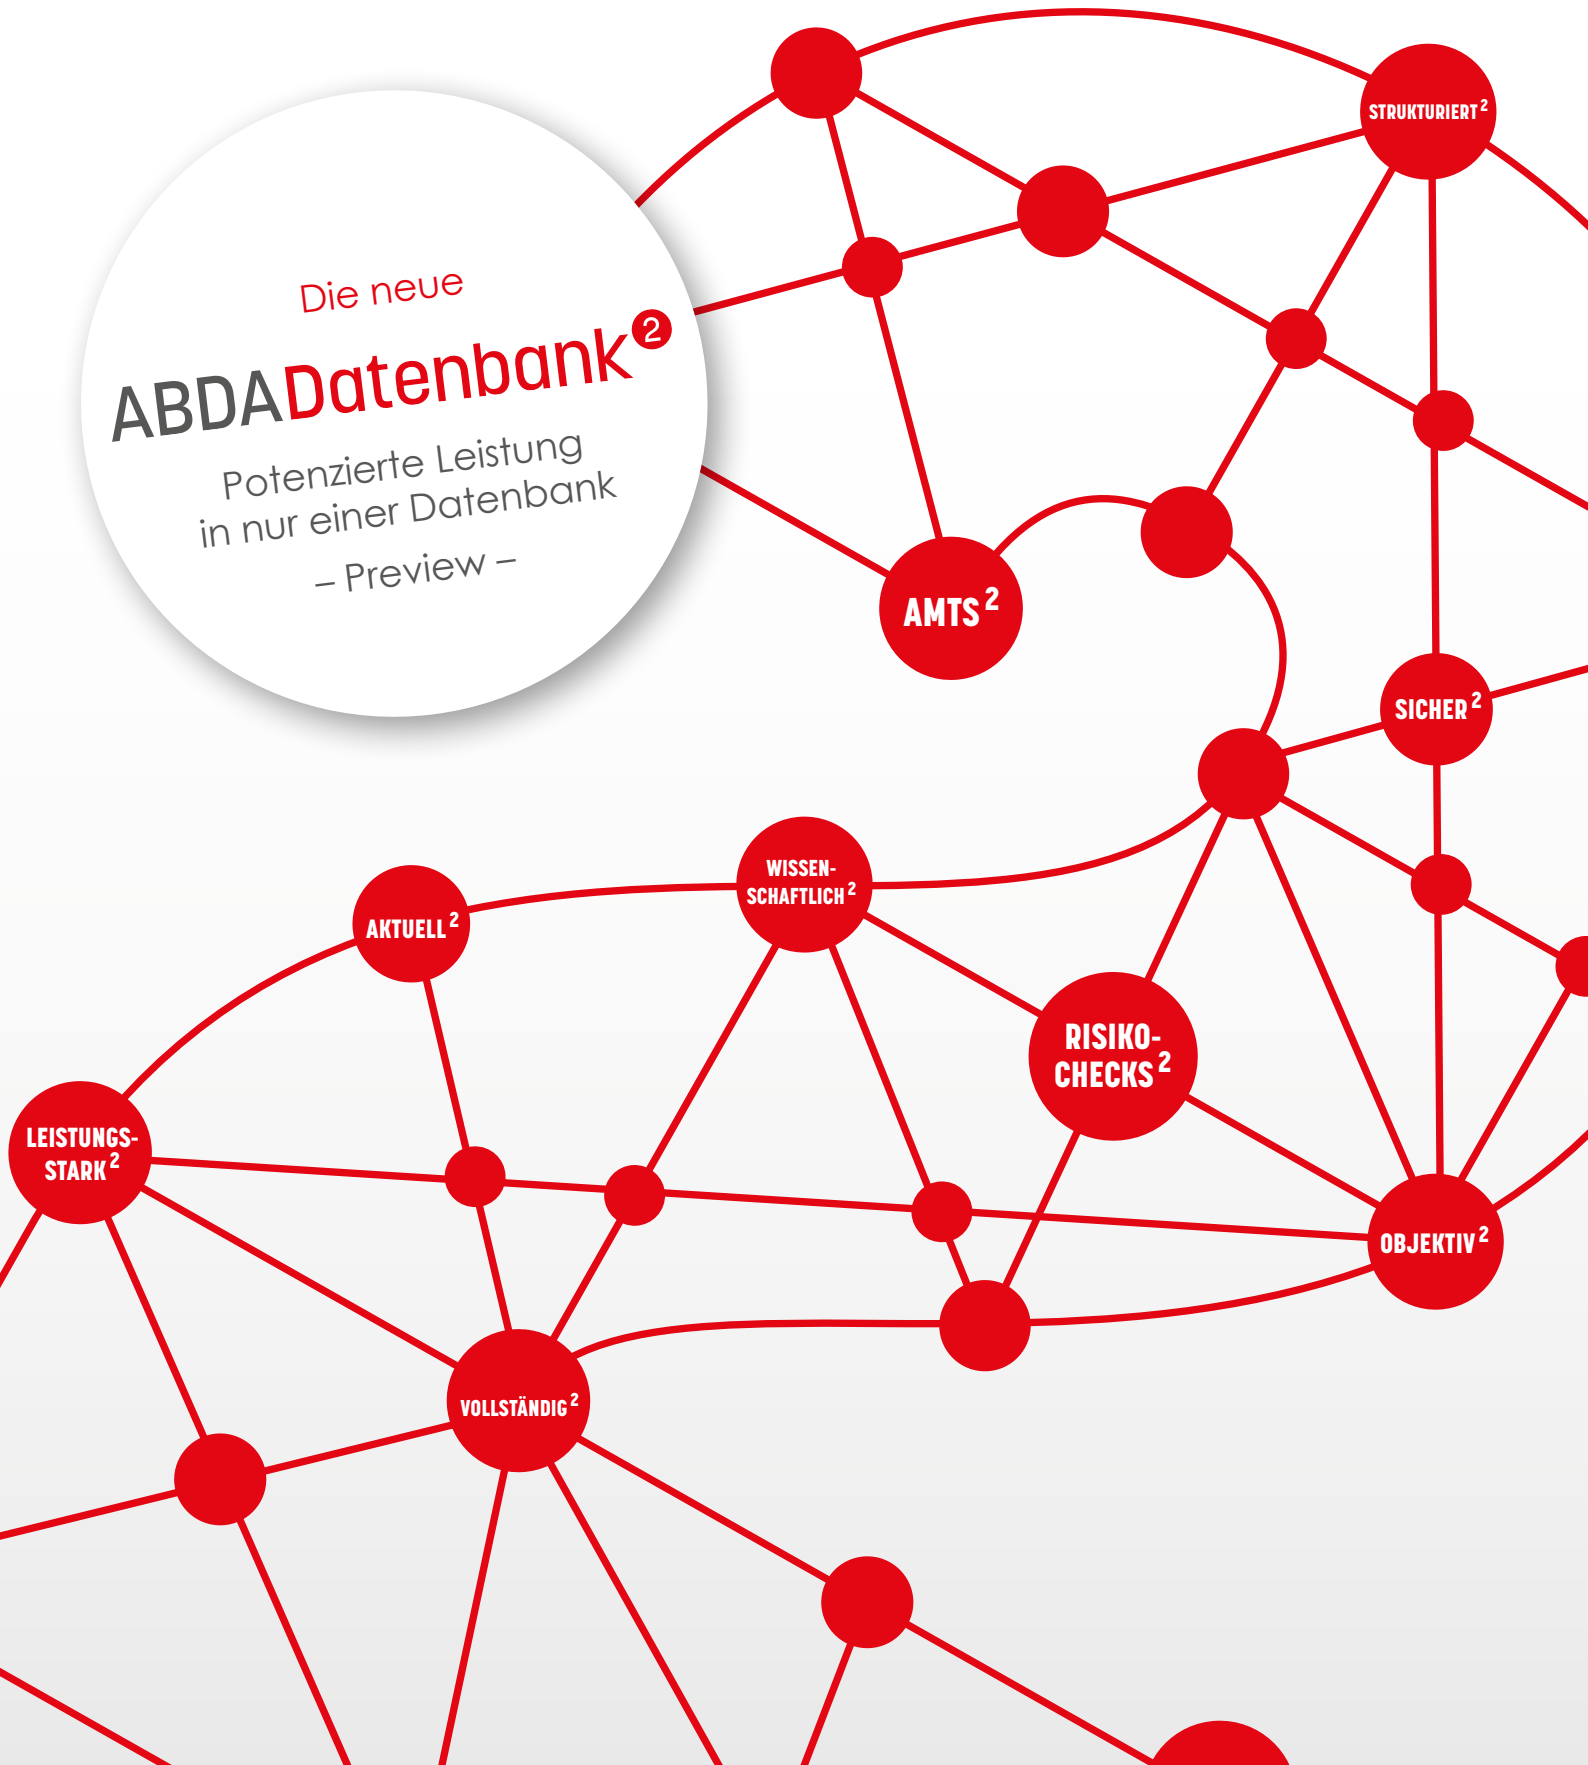 Die neue
ABDADatenbank²
Potenzierte Leistung
in nur einer Datenbank
– Preview –
STRUKTURIERT²
AMTS²
SICHER²
WISSEN-
SCHAFTLICH²
AKTUELL²
RISIKO-
CHECKS²
LEISTUNGS-
STARK²
OBJEKTIV²
VOLLSTÄNDIG²